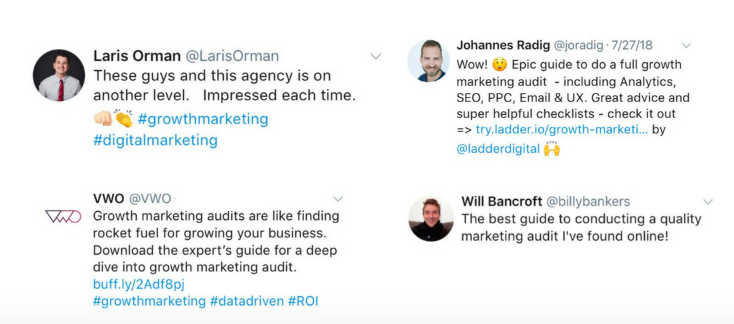 Laris Orman @LarisOrman
These guys and this agency is on
another level. Impressed each time.
👊🏻👏 #growthmarketing
#digitalmarketing
Johannes Radig @joradig · 7/27/18
Wow! 😲 Epic guide to do a full growth
marketing audit - including Analytics,
SEO, PPC, Email & UX. Great advice and
super helpful checklists - check it out
=> try.ladder.io/growth-marketi... by
@ladderdigital 🙌
VWO @VWO
VWO
Growth marketing audits are like finding
rocket fuel for growing your business.
Download the expert's guide for a deep
dive into growth marketing audit.
buff.ly/2Adf8pj
#growthmarketing #datadriven #ROI
Will Bancroft @billybankers
The best guide to conducting a quality
marketing audit I've found online!